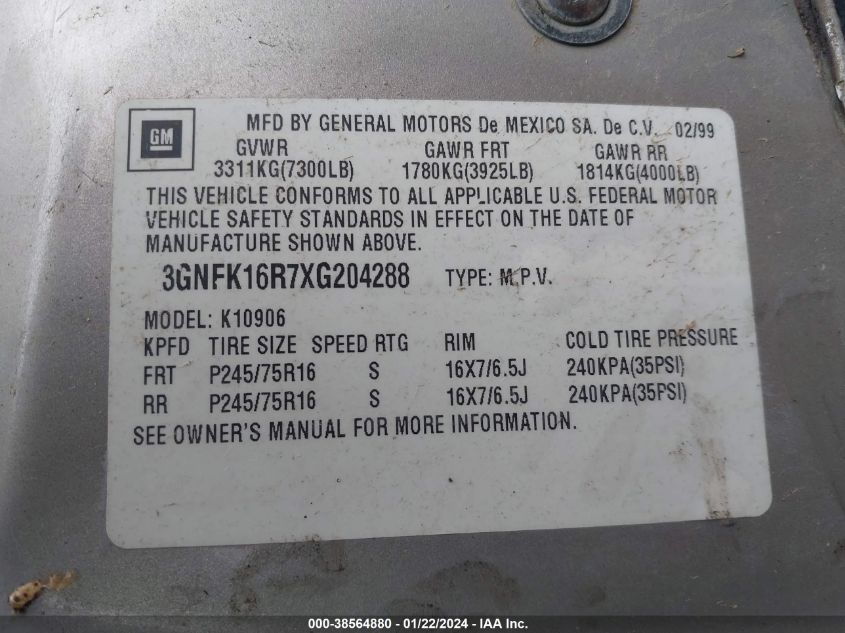 GM
MFD BY GENERAL MOTORS De MEXICO SA. De C.V. 02/99
GVWR GAWR FRT GAWR RR
3311KG(7300LB) 1780KG(3925LB) 1814KG(4000LB)
THIS VEHICLE CONFORMS TO ALL APPLICABLE U.S. FEDERAL MOTOR
VEHICLE SAFETY STANDARDS IN EFFECT ON THE DATE OF
MANUFACTURE SHOWN ABOVE.
3GNFK16R7XG204288 TYPE: M.P.V.
MODEL: K10906
KPFD TIRE SIZE SPEED RTG RIM COLD TIRE PRESSURE
FRT P245/75R16 S 16X7/6.5J 240KPA(35PSI)
RR P245/75R16 S 16X7/6.5J 240KPA(35PSI)
SEE OWNER'S MANUAL FOR MORE INFORMATION.
000-38564880 - 01/22/2024 - IAA Inc.